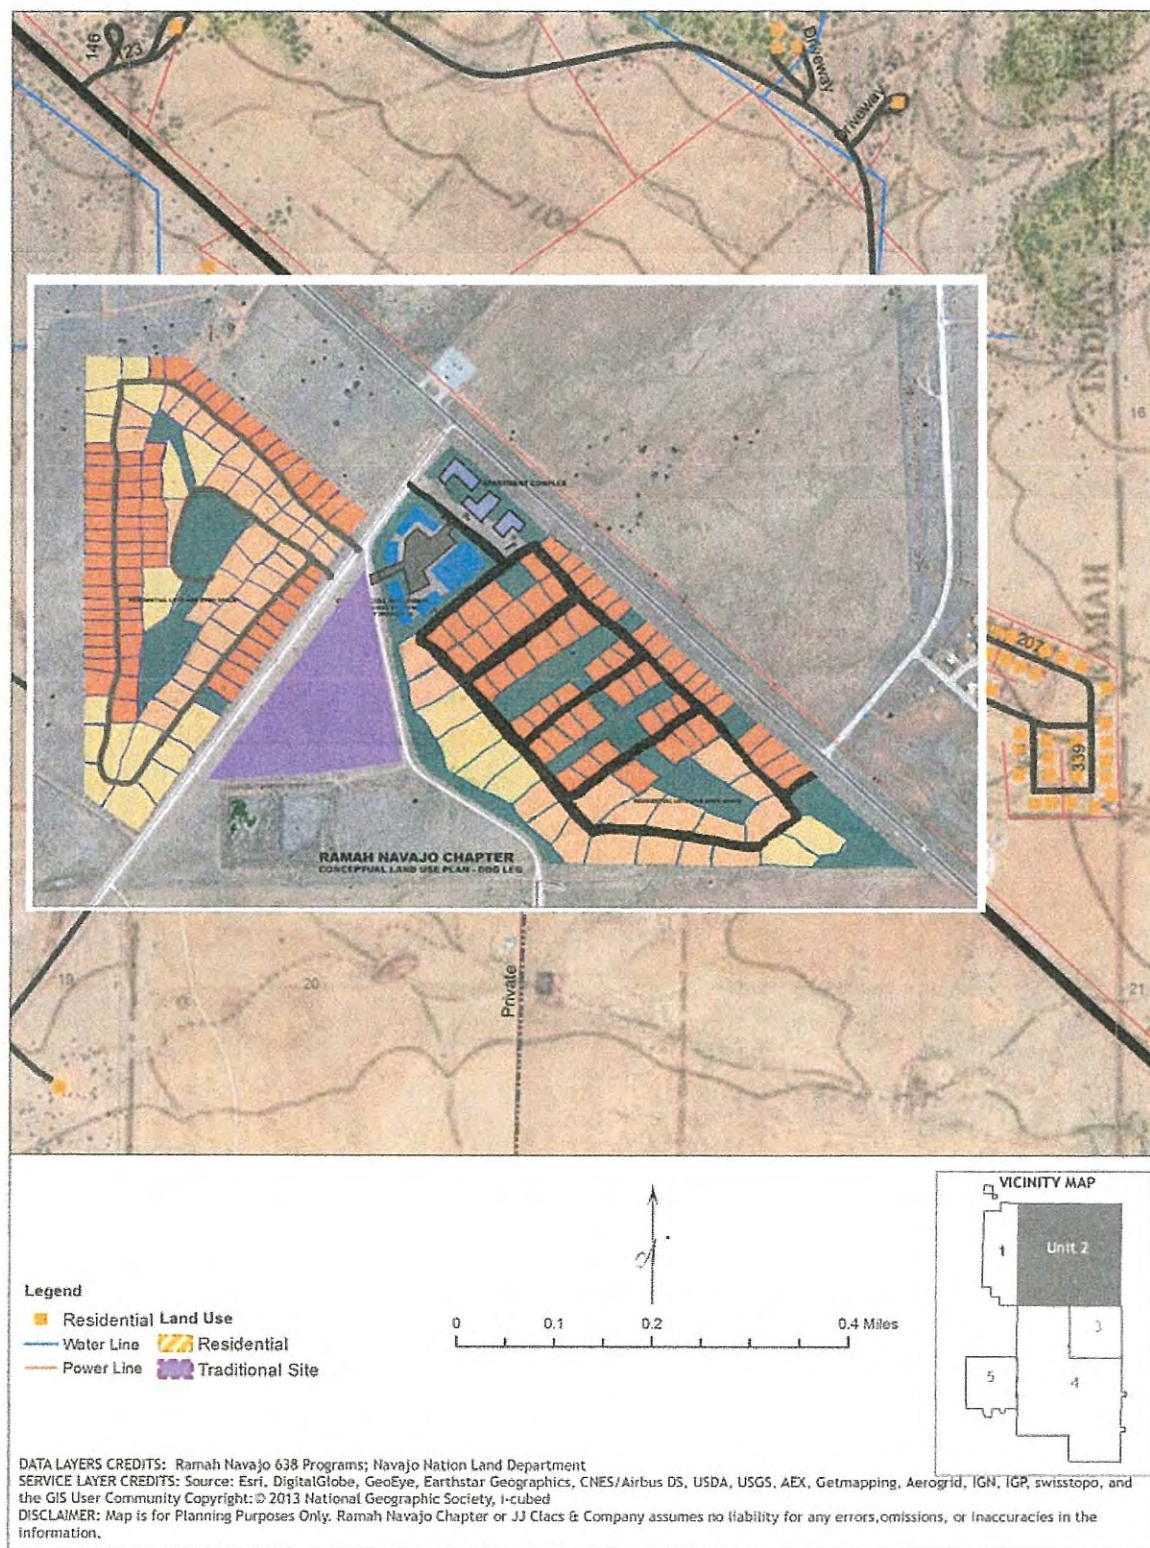 146
123
Driveway
Driveway
INDIAN
16
APARTMENT COMPLEX
RAMAH
207
339
RAMAH NAVAJO CHAPTER
CONCEPTUAL LAND USE PLAN - DOG LEG
19
20
Private
21
VICINITY MAP
1
Unit 2
3
4
5
Legend
Residential
Land Use
Water Line
Residential
Power Line
Traditional Site
0 0.1 0.2 0.4 Miles
DATA LAYERS CREDITS: Ramah Navajo 638 Programs; Navajo Nation Land Department
SERVICE LAYER CREDITS: Source: Esri, DigitalGlobe, GeoEye, Earthstar Geographics, CNES/Airbus DS, USDA, USGS, AEX, Getmapping, Aerogrid, IGN, IGP, swisstopo, and
the GIS User Community Copyright:© 2013 National Geographic Society, i-cubed
DISCLAIMER: Map is for Planning Purposes Only. Ramah Navajo Chapter or JJ Clacs & Company assumes no liability for any errors,omissions, or inaccuracies in the
information.